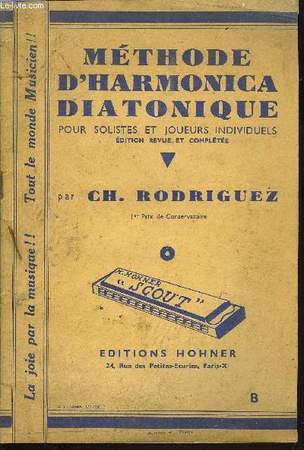 La joie par la musique!! Tout le monde Musicien!!
MÉTHODE
D'HARMONICA
DIATONIQUE
POUR SOLISTES ET JOUEURS INDIVIDUELS
ÉDITION REVUE ET COMPLÉTÉE
par CH. RODRIGUEZ
1er Prix de Conservatoire
M. HOHNER
"SCOUT"
EDITIONS HOHNER
24, Rue des Petites-Ecuries, Paris-X
B